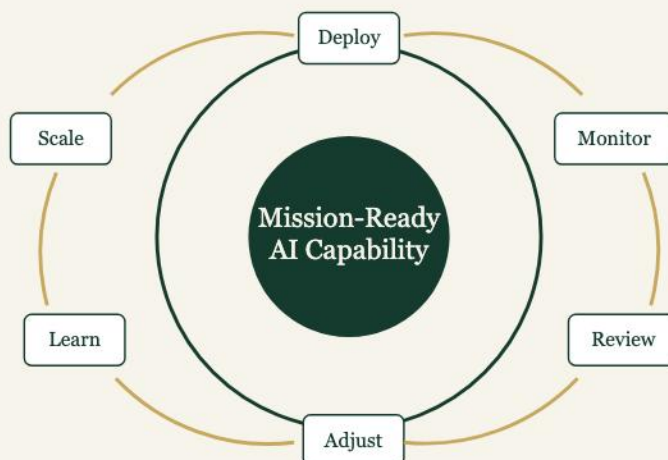 Deploy
Scale
Monitor
Mission-Ready
AI Capability
Learn
Review
Adjust